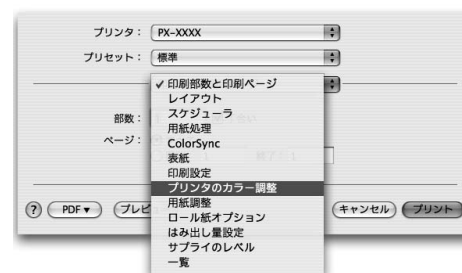 プリンタ： PX-XXXX
プリセット： 標準
✓印刷部数と印刷ページ
レイアウト
部数： スケジューラ
用紙処理
ページ： ColorSync
表紙
印刷設定
プリンタのカラー調整
? PDF▼ プレビ 用紙調整 キャンセル プリント
ロール紙オプション
はみ出し量設定
サプライのレベル
一覧